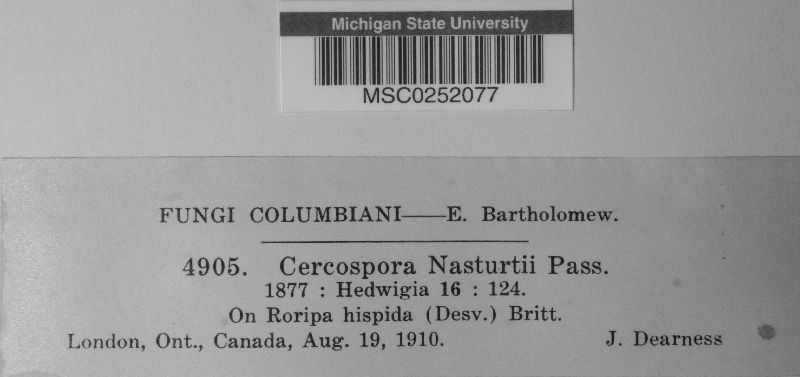 Michigan State University
MSC0252077
FUNGI COLUMBIANI——E. Bartholomew.
4905. Cercospora Nasturtii Pass.
1877 : Hedwigia 16 : 124.
On Roripa hispida (Desv.) Britt.
London, Ont., Canada, Aug. 19, 1910. J. Dearness